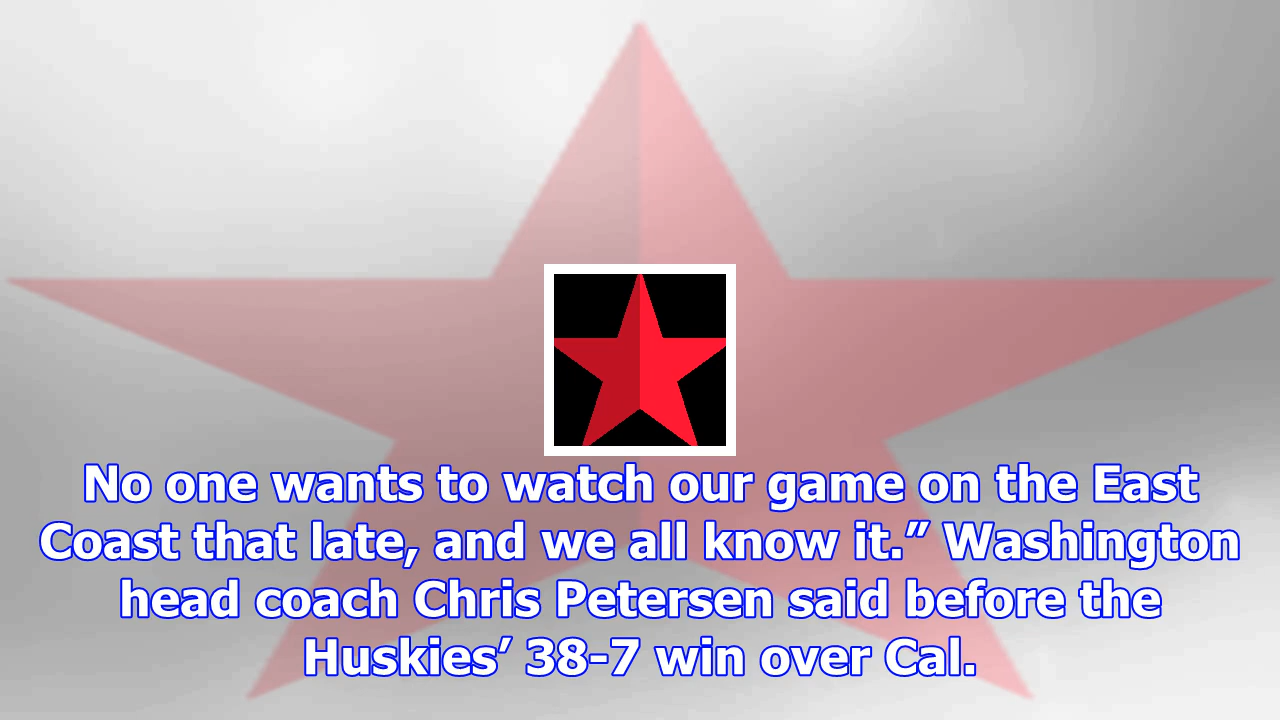 No one wants to watch our game on the East
Coast that late, and we all know it.” Washington
head coach Chris Petersen said before the
Huskies’ 38-7 win over Cal.